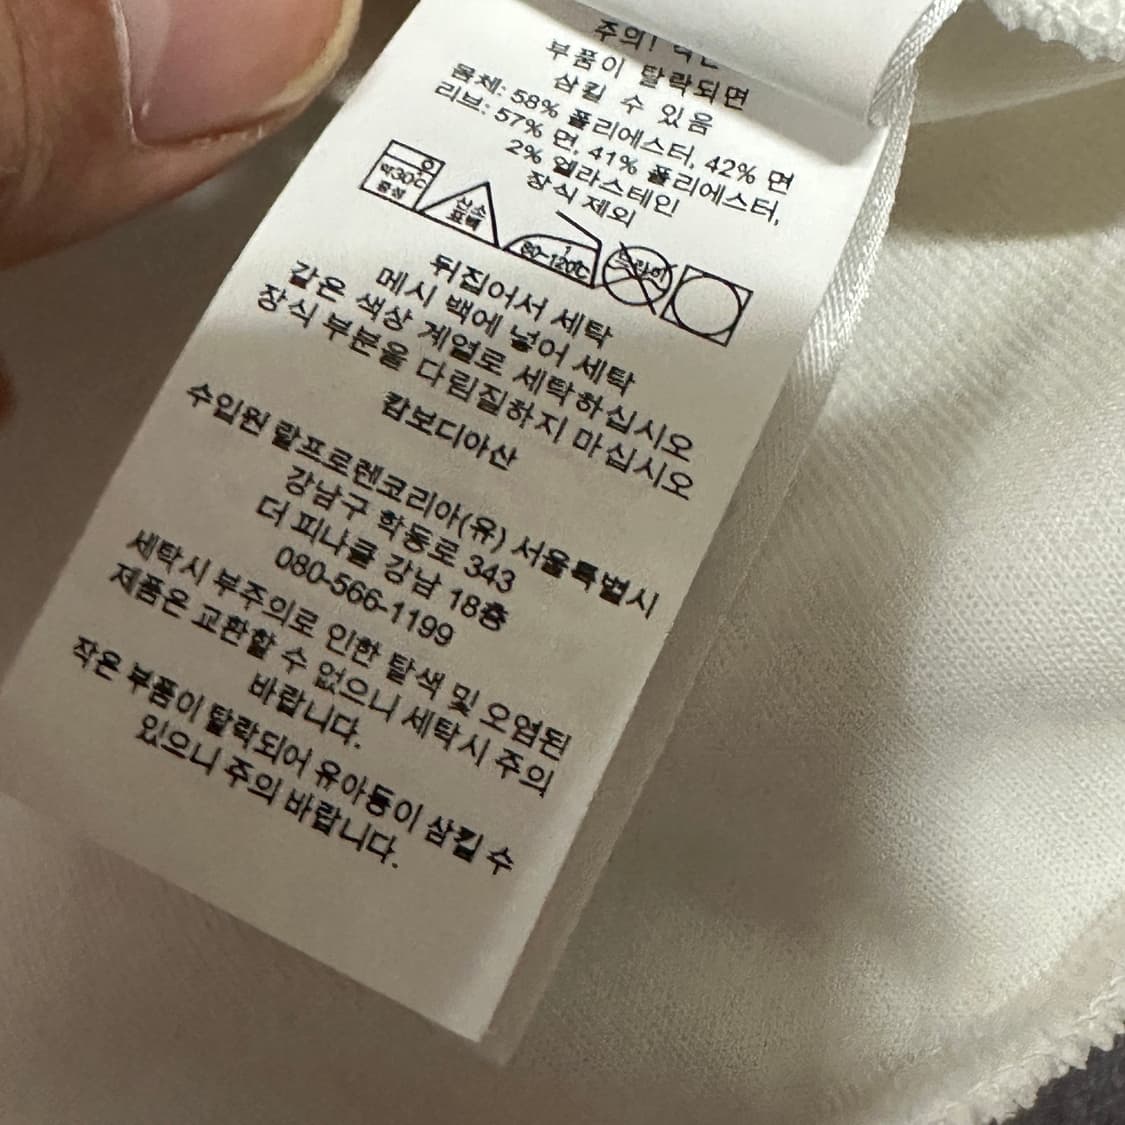 주의!
부품이 탈락되면
삼킬 수 있음
몸체: 58% 폴리에스터, 42% 면
리브: 57% 면, 41% 폴리에스터,
2% 엘라스테인
장식 제외
약30℃ 중성 산소 표백 80~120℃ 드라이
뒤집어서 세탁
메시 백에 넣어 세탁
같은 색상 계열로 세탁하십시오
장식 부분을 다림질하지 마십시오
캄보디아산
수입원 랄프로렌코리아(유) 서울특별시
강남구 학동로 343
더 피나클 강남 18층
080-566-1199
세탁시 부주의로 인한 탈색 및 오염된
제품은 교환할 수 없으니 세탁시 주의
바랍니다.
작은 부품이 탈락되어 유아동이 삼킬 수
있으니 주의 바랍니다.